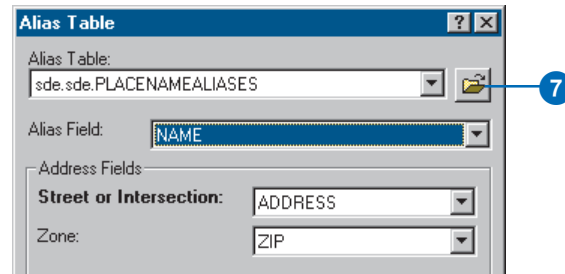 Alias Table ? ×
Alias Table:
sde.sde.PLACENAMEALIASES
7
Alias Field: NAME
Address Fields
Street or Intersection: ADDRESS
Zone: ZIP